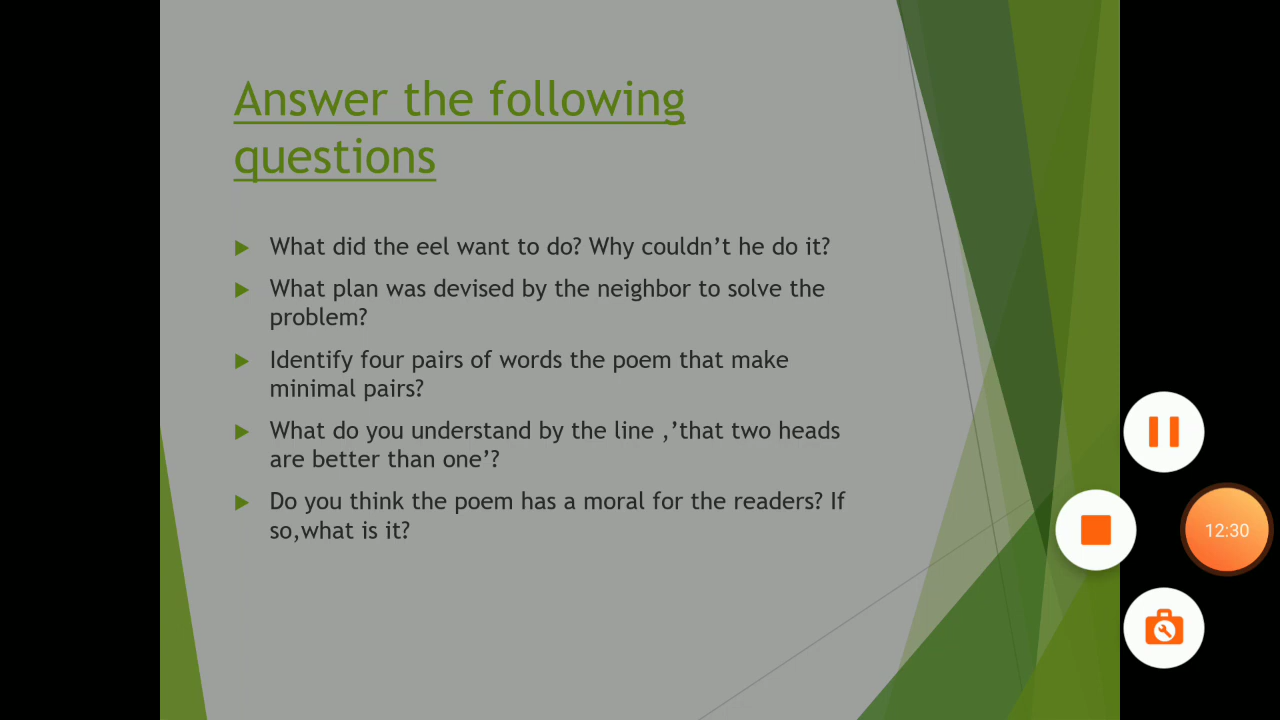 Answer the following
questions
What did the eel want to do? Why couldn’t he do it?
What plan was devised by the neighbor to solve the
problem?
Identify four pairs of words the poem that make
minimal pairs?
What do you understand by the line ,’that two heads
are better than one’?
Do you think the poem has a moral for the readers? If
so,what is it?
12:30